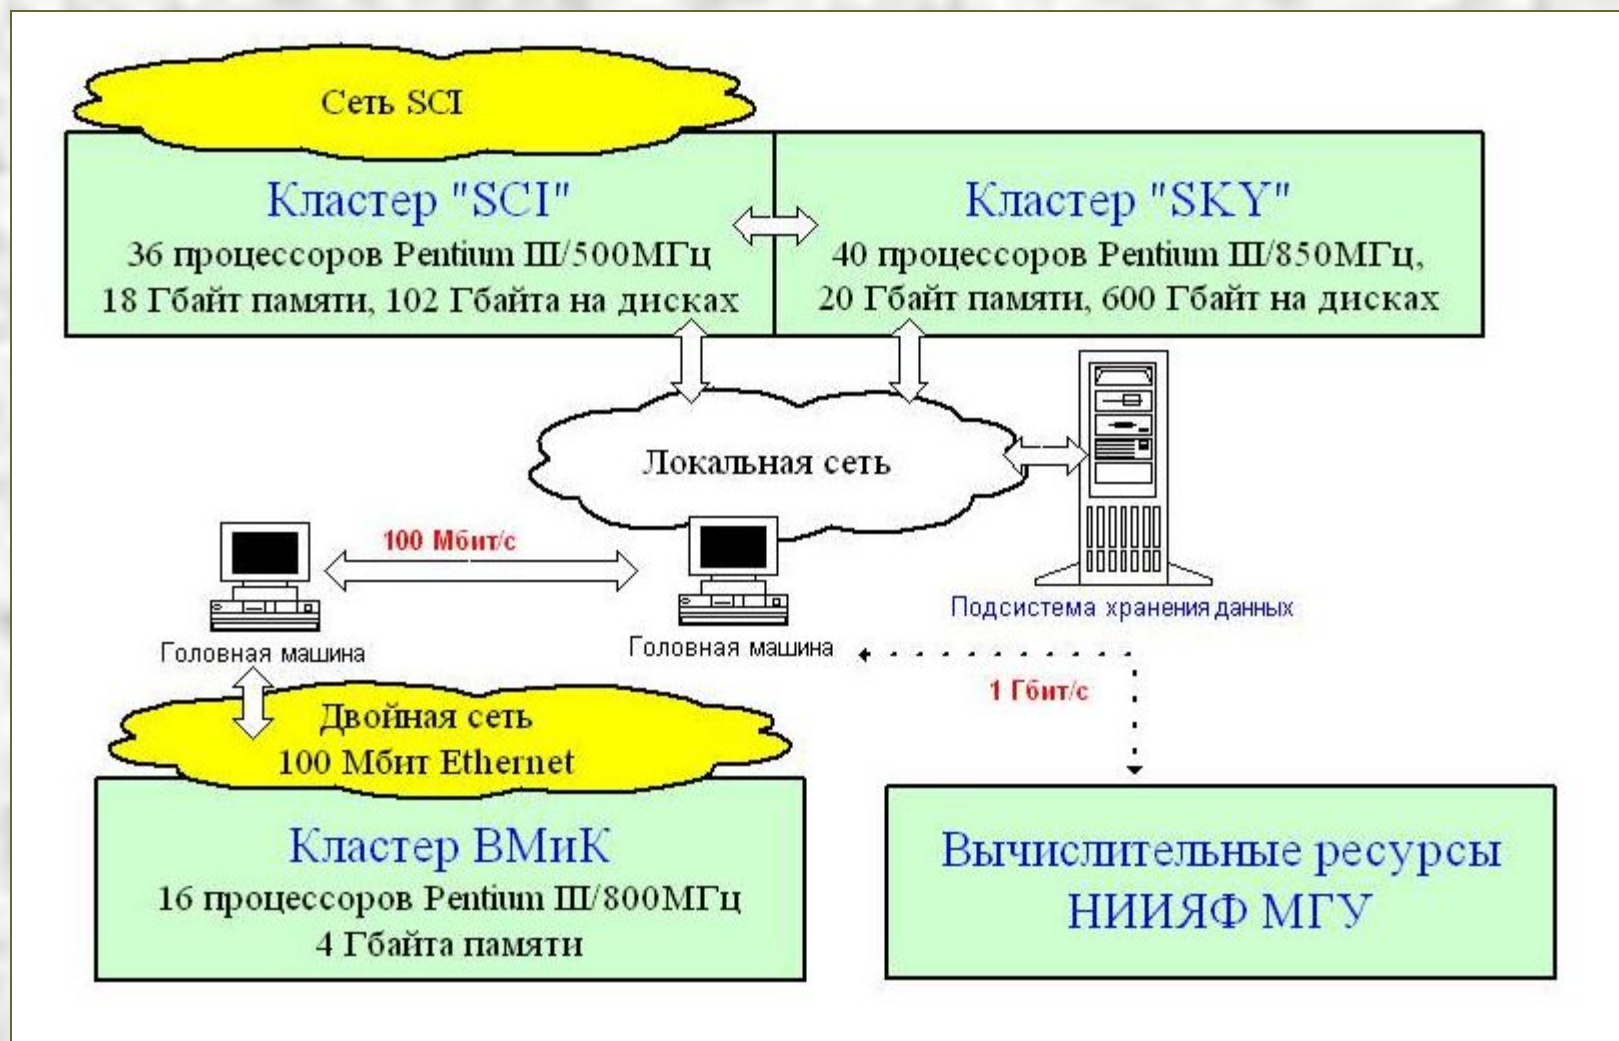 Сеть SCI
Кластер "SCI"
36 процессоров Pentium III/500МГц
18 Гбайт памяти, 102 Гбайта на дисках
Кластер "SKY"
40 процессоров Pentium III/850МГц,
20 Гбайт памяти, 600 Гбайт на дисках
Локальная сеть
100 Мбит/с
Подсистема хранения данных
Головная машина
Головная машина
1 Гбит/с
Двойная сеть
100 Мбит Ethernet
Кластер ВМиК
16 процессоров Pentium III/800МГц
4 Гбайта памяти
Вычислительные ресурсы
НИИЯФ МГУ